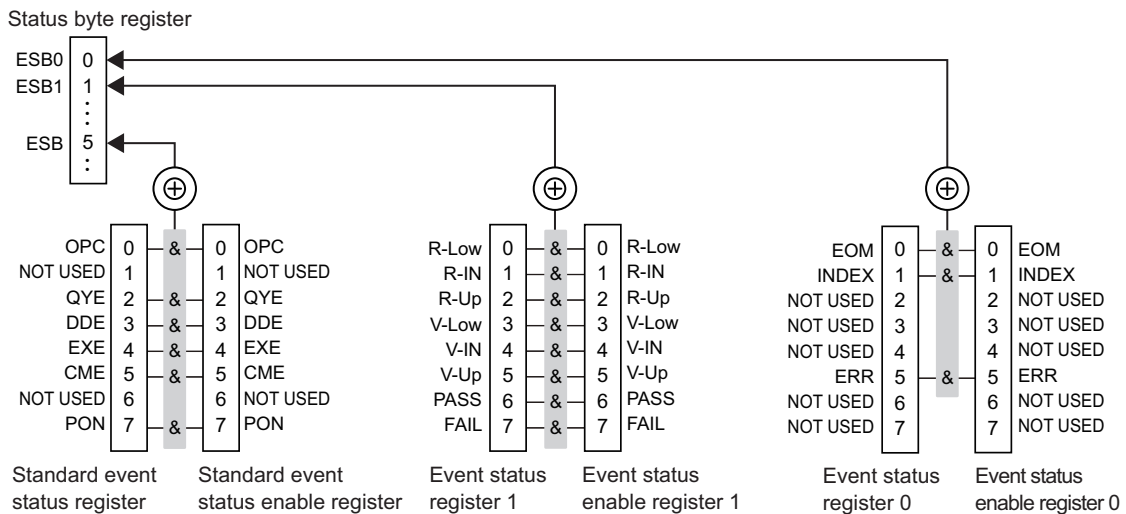 Status byte register
ESB0 0
ESB1 1
ESB 5
OPC 0 & 0 OPC
NOT USED 1 1 NOT USED
QYE 2 & 2 QYE
DDE 3 & 3 DDE
EXE 4 & 4 EXE
CME 5 & 5 CME
NOT USED 6 6 NOT USED
PON 7 & 7 PON
Standard event
status register
Standard event
status enable register
R-Low 0 & 0 R-Low
R-IN 1 & 1 R-IN
R-Up 2 & 2 R-Up
V-Low 3 & 3 V-Low
V-IN 4 & 4 V-IN
V-Up 5 & 5 V-Up
PASS 6 & 6 PASS
FAIL 7 & 7 FAIL
Event status
register 1
Event status
enable register 1
EOM 0 & 0 EOM
INDEX 1 & 1 INDEX
NOT USED 2 2 NOT USED
NOT USED 3 3 NOT USED
NOT USED 4 4 NOT USED
ERR 5 & 5 ERR
NOT USED 6 6 NOT USED
NOT USED 7 7 NOT USED
Event status
register 0
Event status
enable register 0